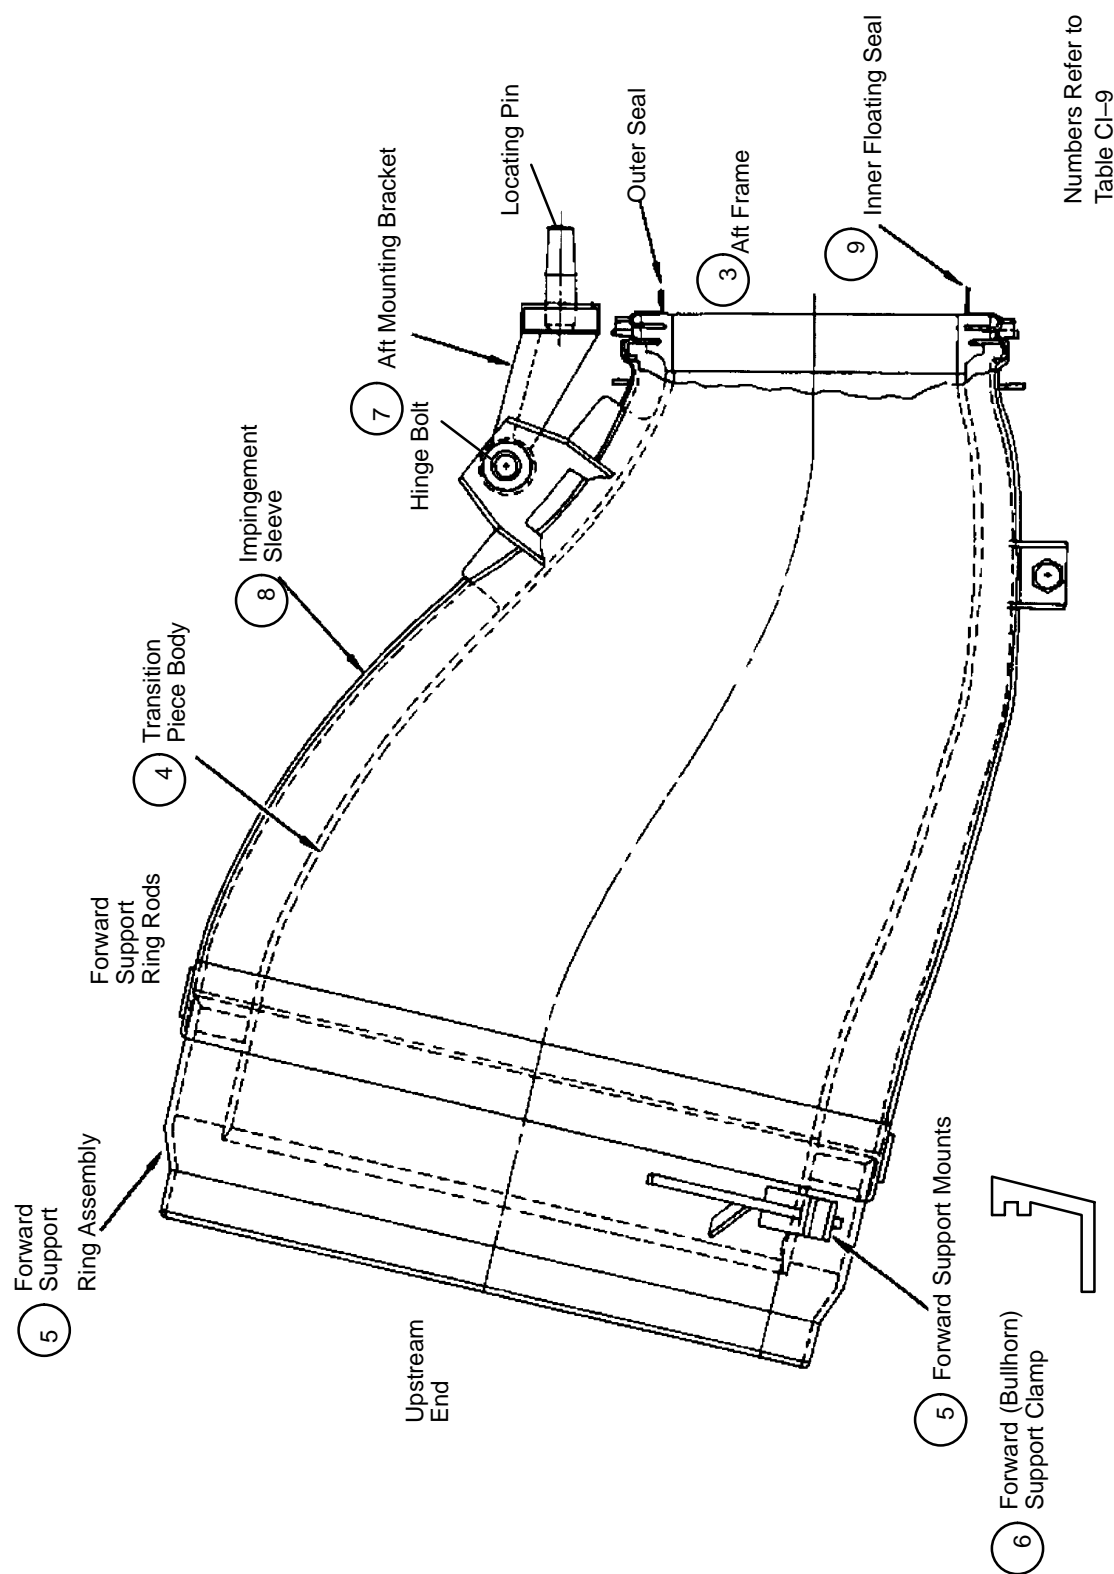 5
Forward
Support
Ring Assembly
Forward
Support
Ring Rods
4
Transition
Piece Body
8
Impingement
Sleeve
7
Hinge Bolt
Aft Mounting Bracket
Locating Pin
Outer Seal
3
Aft Frame
9
Inner Floating Seal
Upstream
End
5
Forward Support Mounts
6
Forward (Bullhorn)
Support Clamp
Numbers Refer to
Table CI–9